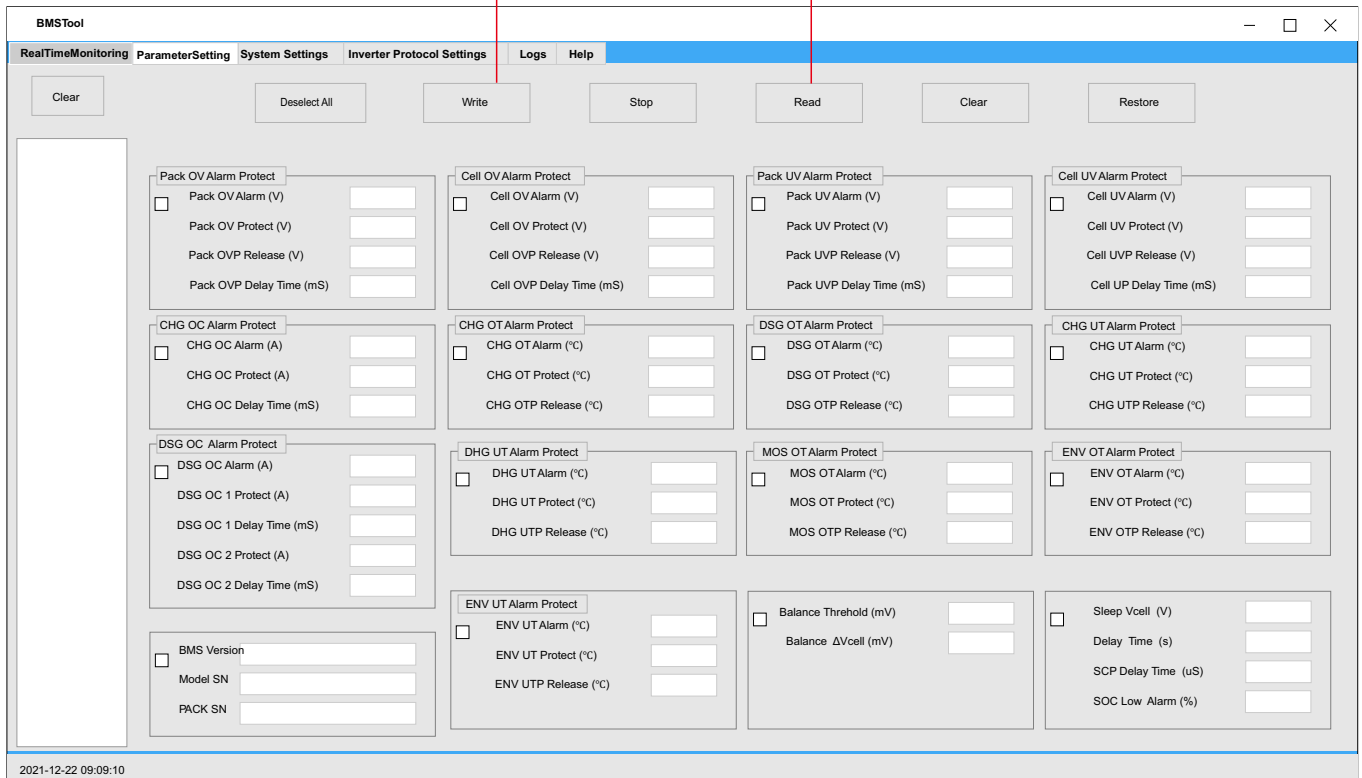 BMSTool
RealTimeMonitoring ParameterSetting System Settings Inverter Protocol Settings Logs Help
Clear
Deselect All Write Stop Read Clear Restore
Pack OV Alarm Protect
Pack OV Alarm (V)
Pack OV Protect (V)
Pack OVP Release (V)
Pack OVP Delay Time (mS)
Cell OV Alarm Protect
Cell OV Alarm (V)
Cell OV Protect (V)
Cell OVP Release (V)
Cell OVP Delay Time (mS)
Pack UV Alarm Protect
Pack UV Alarm (V)
Pack UV Protect (V)
Pack UVP Release (V)
Pack UVP Delay Time (mS)
Cell UV Alarm Protect
Cell UV Alarm (V)
Cell UV Protect (V)
Cell UVP Release (V)
Cell UP Delay Time (mS)
CHG OC Alarm Protect
CHG OC Alarm (A)
CHG OC Protect (A)
CHG OC Delay Time (mS)
CHG OT Alarm Protect
CHG OT Alarm (℃)
CHG OT Protect (℃)
CHG OTP Release (℃)
DSG OT Alarm Protect
DSG OT Alarm (℃)
DSG OT Protect (℃)
DSG OTP Release (℃)
CHG UT Alarm Protect
CHG UT Alarm (℃)
CHG UT Protect (℃)
CHG UTP Release (℃)
DSG OC Alarm Protect
DSG OC Alarm (A)
DSG OC 1 Protect (A)
DSG OC 1 Delay Time (mS)
DSG OC 2 Protect (A)
DSG OC 2 Delay Time (mS)
DHG UT Alarm Protect
DHG UT Alarm (℃)
DHG UT Protect (℃)
DHG UTP Release (℃)
MOS OT Alarm Protect
MOS OT Alarm (℃)
MOS OT Protect (℃)
MOS OTP Release (℃)
ENV OT Alarm Protect
ENV OT Alarm (℃)
ENV OT Protect (℃)
ENV OTP Release (℃)
BMS Version
Model SN
PACK SN
ENV UT Alarm Protect
ENV UT Alarm (℃)
ENV UT Protect (℃)
ENV UTP Release (℃)
Balance Threhold (mV)
Balance ΔVcell (mV)
Sleep Vcell (V)
Delay Time (s)
SCP Delay Time (uS)
SOC Low Alarm (%)
2021-12-22 09:09:10